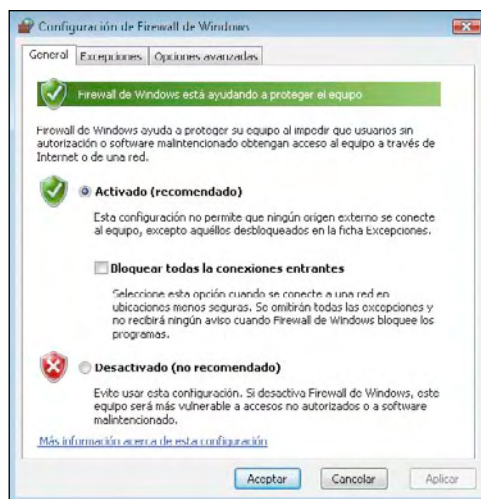 Configuración de Firewall de Windows
General Excepciones Opciones avanzadas
Firewall de Windows está ayudando a proteger el equipo
Firewall de Windows ayuda a proteger su equipo al impedir que usuarios sin
autorización o software malintencionado obtengan acceso al equipo a través de
Internet o de una red.
Activado (recomendado)
Esta configuración no permite que ningún origen externo se conecte
al equipo, excepto aquéllos desbloqueados en la ficha Excepciones.
Bloquear todas la conexiones entrantes
Seleccione esta opción cuando se conecte a una red en
ubicaciones menos seguras. Se omitirán todas las excepciones y
no recibirá ningún aviso cuando Firewall de Windows bloquee los
programas.
Desactivado (no recomendado)
Evite usar esta configuración. Si desactiva Firewall de Windows, este
equipo será más vulnerable a accesos no autorizados o a software
malintencionado.
Más información acerca de esta configuración
Aceptar Cancelar Aplicar